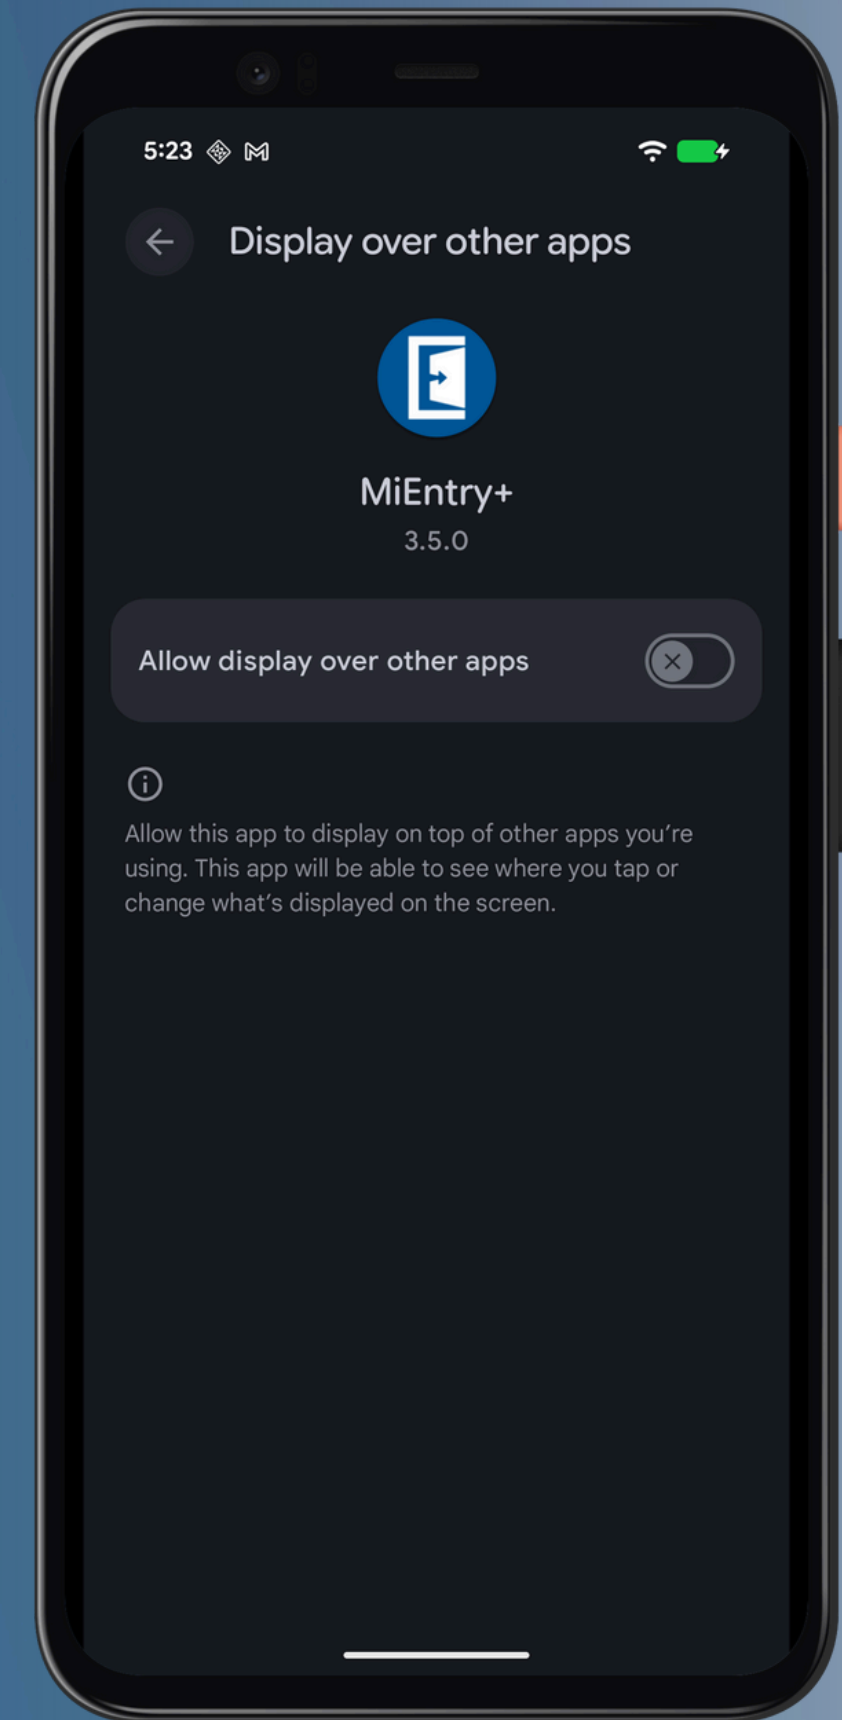 5:23
Display over other apps
MiEntry+
3.5.0
Allow display over other apps
Allow this app to display on top of other apps you’re
using. This app will be able to see where you tap or
change what’s displayed on the screen.